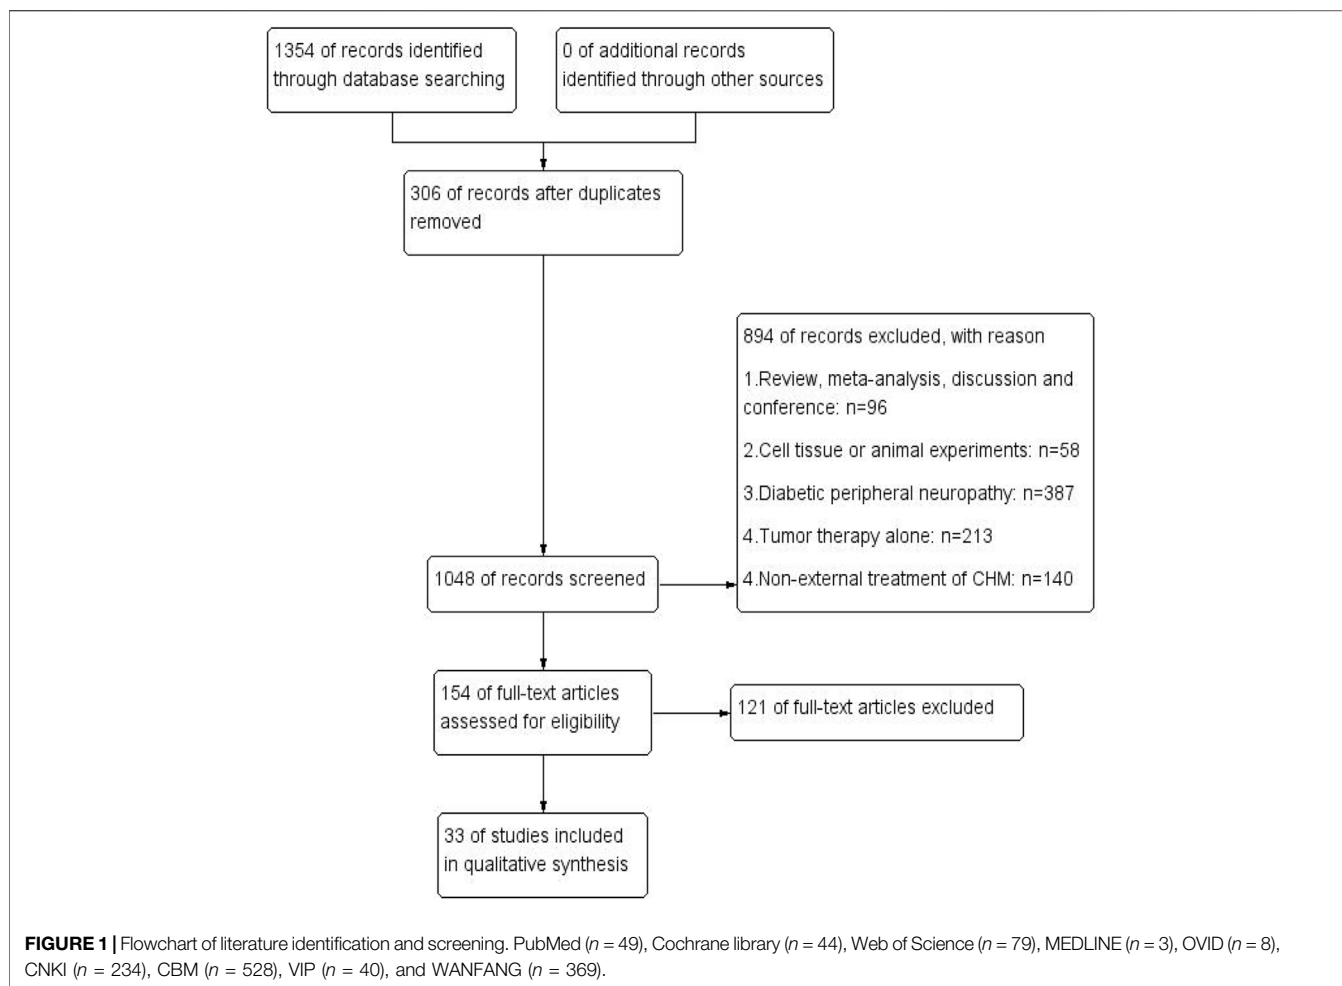 1354 of records identified
through database searching
0 of additional records
identified through other sources
306 of records after duplicates
removed
894 of records excluded, with reason
1.Review, meta-analysis, discussion and
conference: n=96
2.Cell tissue or animal experiments: n=58
3.Diabetic peripheral neuropathy: n=387
4.Tumor therapy alone: n=213
4.Non-external treatment of CHM: n=140
1048 of records screened
154 of full-text articles
assessed for eligibility
121 of full-text articles excluded
33 of studies included
in qualitative synthesis
FIGURE 1 | Flowchart of literature identification and screening. PubMed (n = 49), Cochrane library (n = 44), Web of Science (n = 79), MEDLINE (n = 3), OVID (n = 8),
CNKI (n = 234), CBM (n = 528), VIP (n = 40), and WANFANG (n = 369).